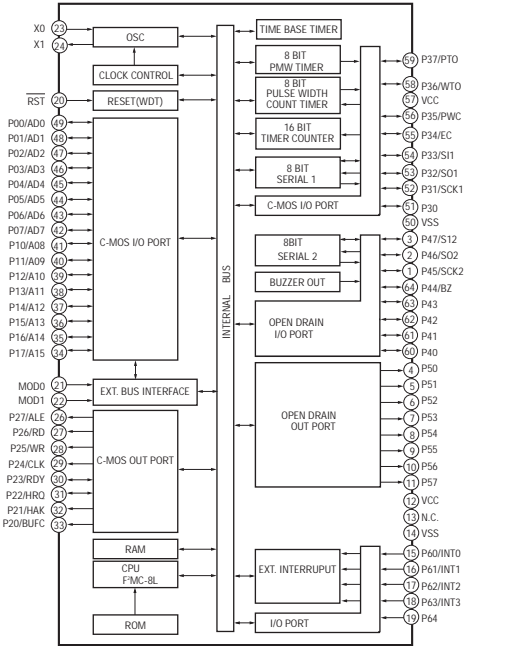 X0 23
X1 24
OSC
CLOCK CONTROL
RST 20
RESET(WDT)
P00/AD0 49
P01/AD1 48
P02/AD2 47
P03/AD3 46
P04/AD4 45
P05/AD5 44
P06/AD6 43
P07/AD7 42
P10/A08 41
P11/A09 40
P12/A10 39
P13/A11 38
P14/A12 37
P15/A13 36
P16/A14 35
P17/A15 34
C-MOS I/O PORT
MOD0 21
MOD1 22
EXT. BUS INTERFACE
P27/ALE 26
P26/RD 27
P25/WR 28
P24/CLK 29
P23/RDY 30
P22/HRQ 31
P21/HAK 32
P20/BUFC 33
C-MOS OUT PORT
RAM
CPU
F²MC-8L
ROM
INTERNAL BUS
TIME BASE TIMER
8 BIT
PMW TIMER
8 BIT
PULSE WIDTH
COUNT TIMER
16 BIT
TIMER COUNTER
8 BIT
SERIAL 1
C-MOS I/O PORT
59 P37/PTO
58 P36/WTO
57 VCC
56 P35/PWC
55 P34/EC
54 P33/SI1
53 P32/SO1
52 P31/SCK1
51 P30
50 VSS
8BIT
SERIAL 2
BUZZER OUT
OPEN DRAIN
I/O PORT
3 P47/S12
2 P46/SO2
1 P45/SCK2
64 P44/BZ
63 P43
62 P42
61 P41
60 P40
OPEN DRAIN
OUT PORT
4 P50
5 P51
6 P52
7 P53
8 P54
9 P55
10 P56
11 P57
12 VCC
13 N.C.
14 VSS
EXT. INTERRUPUT
I/O PORT
15 P60/INT0
16 P61/INT1
17 P62/INT2
18 P63/INT3
19 P64